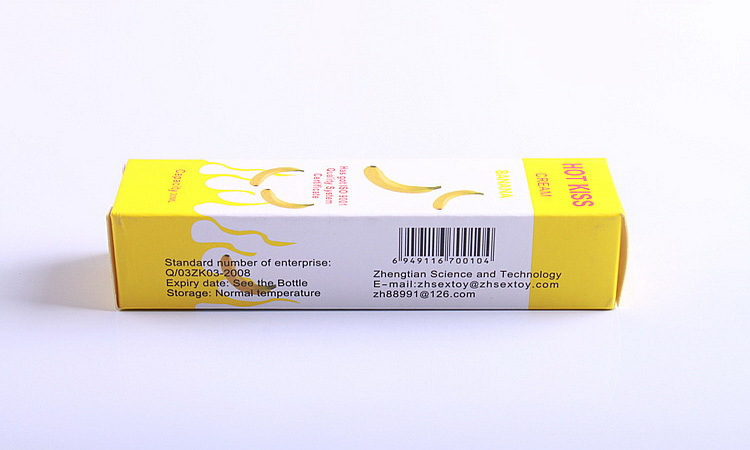 HOT KISS
CREAM
BANANA
Has got ISO 9001
Quality System
Certificate
Standard number of enterprise:
Q/03ZK03-2008
Expiry date: See the Bottle
Storage: Normal temperature
6 949116 700104
Zhengtian Science and Technology
E-mail:zhsextoy@zhsextoy.com
zh88991@126.com